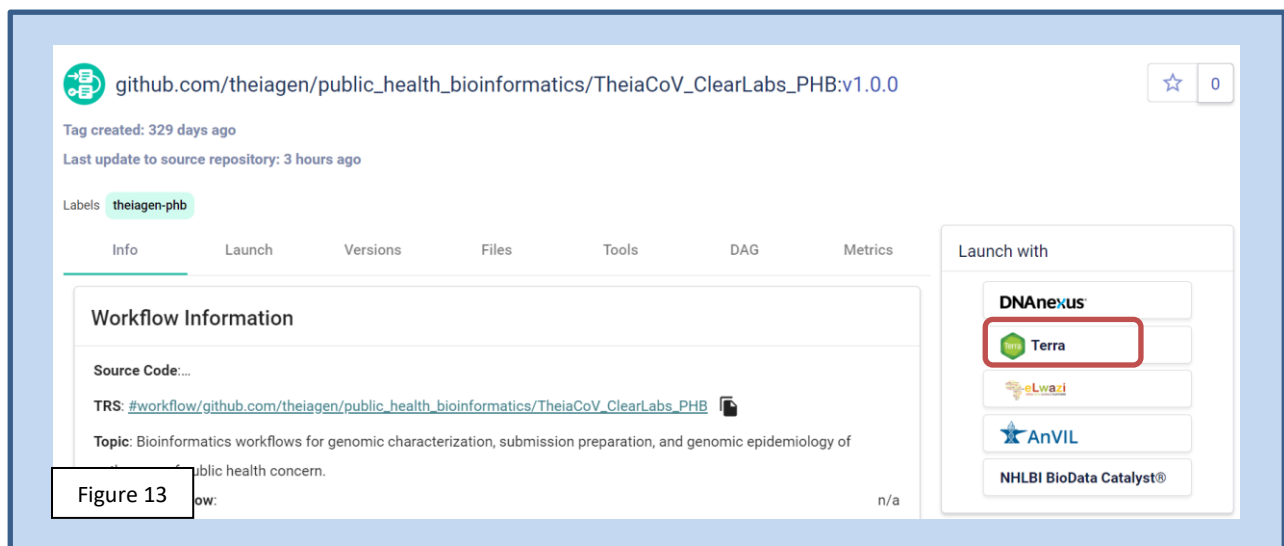 github.com/theiagen/public_health_bioinformatics/TheiaCoV_ClearLabs_PHB:v1.0.0
0
Tag created: 329 days ago
Last update to source repository: 3 hours ago
Labels theiagen-phb
Info Launch Versions Files Tools DAG Metrics
Launch with
Workflow Information
DNAnexus
Terra Terra
eLwazi
AnVIL
NHLBI BioData Catalyst®
Source Code:...
TRS: #workflow/github.com/theiagen/public_health_bioinformatics/TheiaCoV_ClearLabs_PHB
Topic: Bioinformatics workflows for genomic characterization, submission preparation, and genomic epidemiology of
public health concern.
n/a
Figure 13